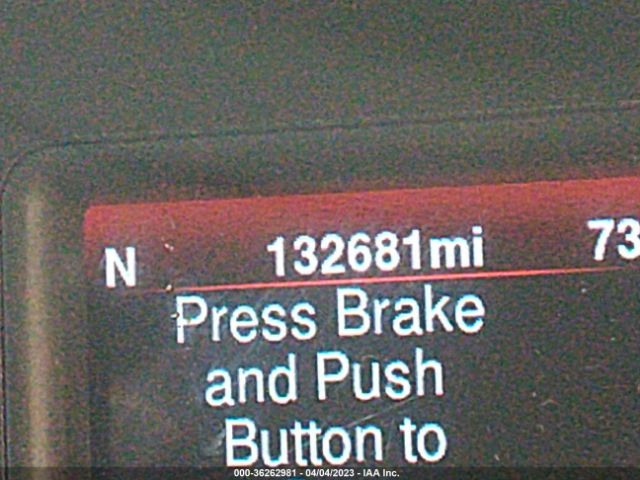 N 132681mi 73
Press Brake
and Push
Button to
000-36262981 - 04/04/2023 - IAA Inc.